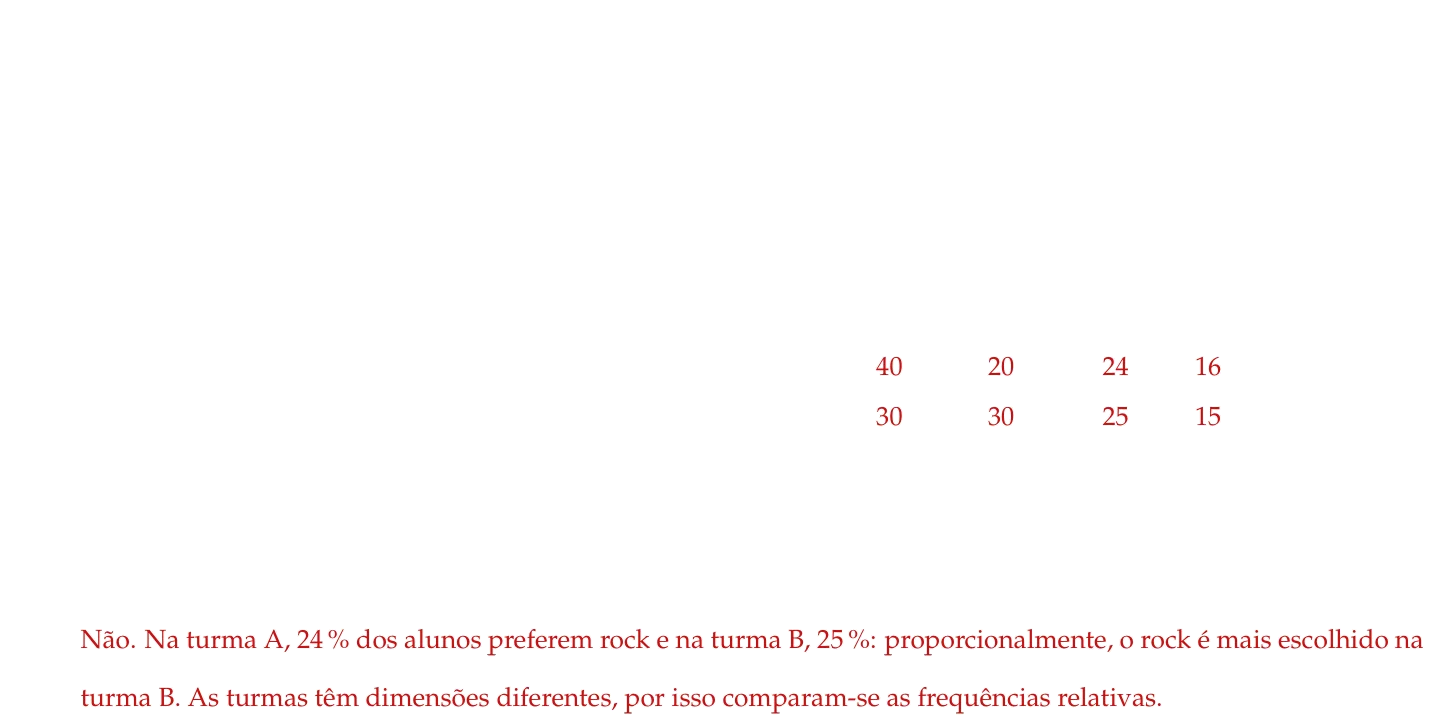 40 20 24 16
30 30 25 15
Não. Na turma A, 24 % dos alunos preferem rock e na turma B, 25 %: proporcionalmente, o rock é mais escolhido na
turma B. As turmas têm dimensões diferentes, por isso comparam-se as frequências relativas.